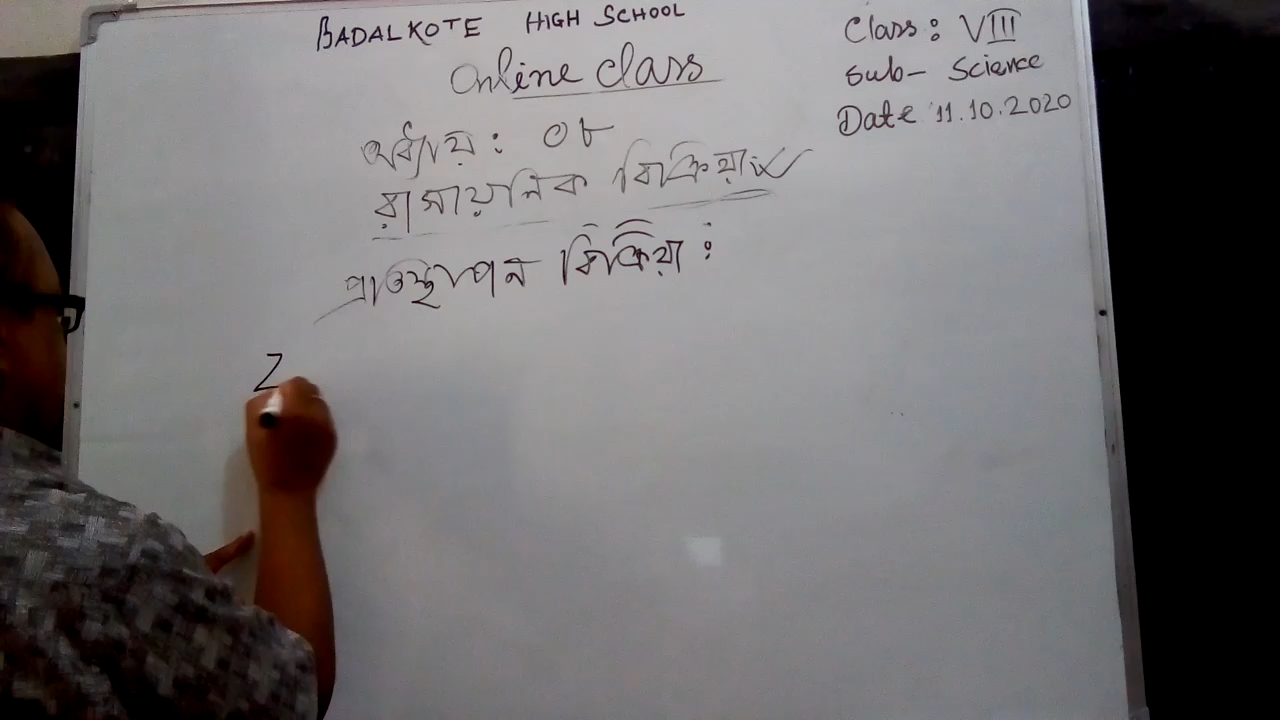 BADALKOTE HIGH SCHOOL
Online class
Class: VIII
Sub- Science
Date 11.10.2020
অধ্যায়: ০৮
রাসায়নিক বিক্রিয়া
প্রতিস্থাপন বিক্রিয়া:
Z